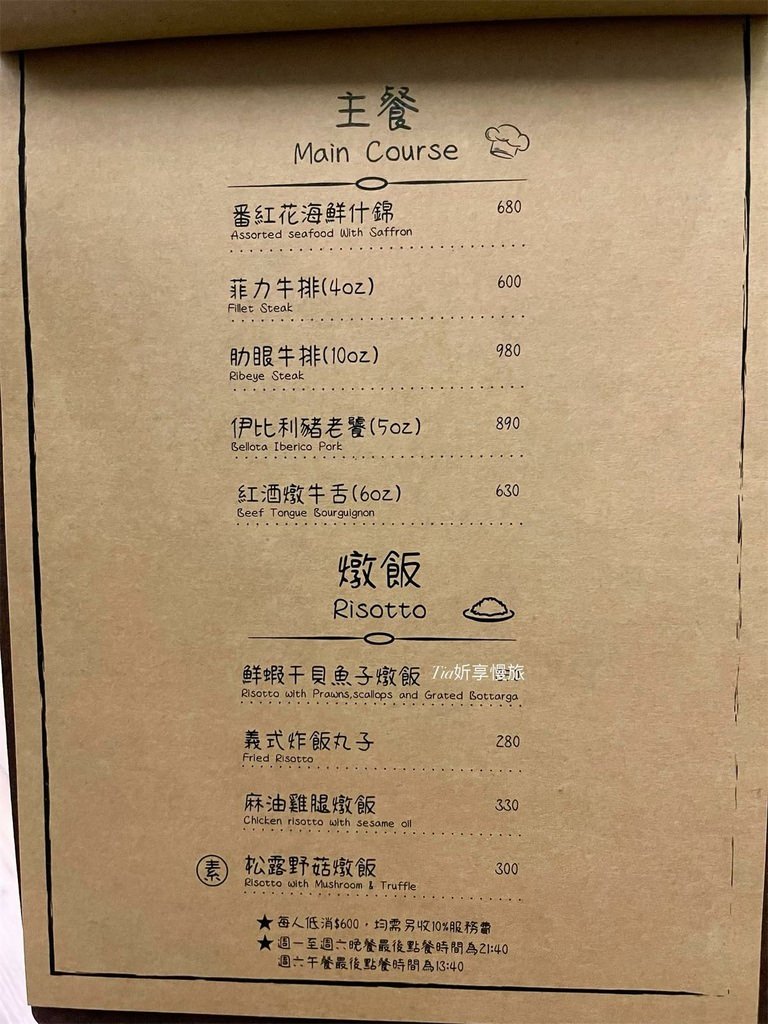 主餐
Main Course
番紅花海鮮什錦 680
Assorted seafood With Saffron
菲力牛排(4oz) 600
Fillet Steak
肋眼牛排(10oz) 980
Ribeye Steak
伊比利豬老饕(5oz) 890
Bellota Iberico Pork
紅酒燉牛舌(6oz) 630
Beef Tongue Bourguignon
燉飯
Risotto
鮮蝦干貝魚子燉飯 Tia妡享慢旅
Risotto with Prawns,scallops and Grated Bottarga
義式炸飯丸子 280
Fried Risotto
麻油雞腿燉飯 330
Chicken risotto with sesame oil
素 松露野菇燉飯 300
Risotto with Mushroom & Truffle
★ 每人低消$600，均需另收10%服務費
★ 週一至週六晚餐最後點餐時間為21:40
週六午餐最後點餐時間為13:40